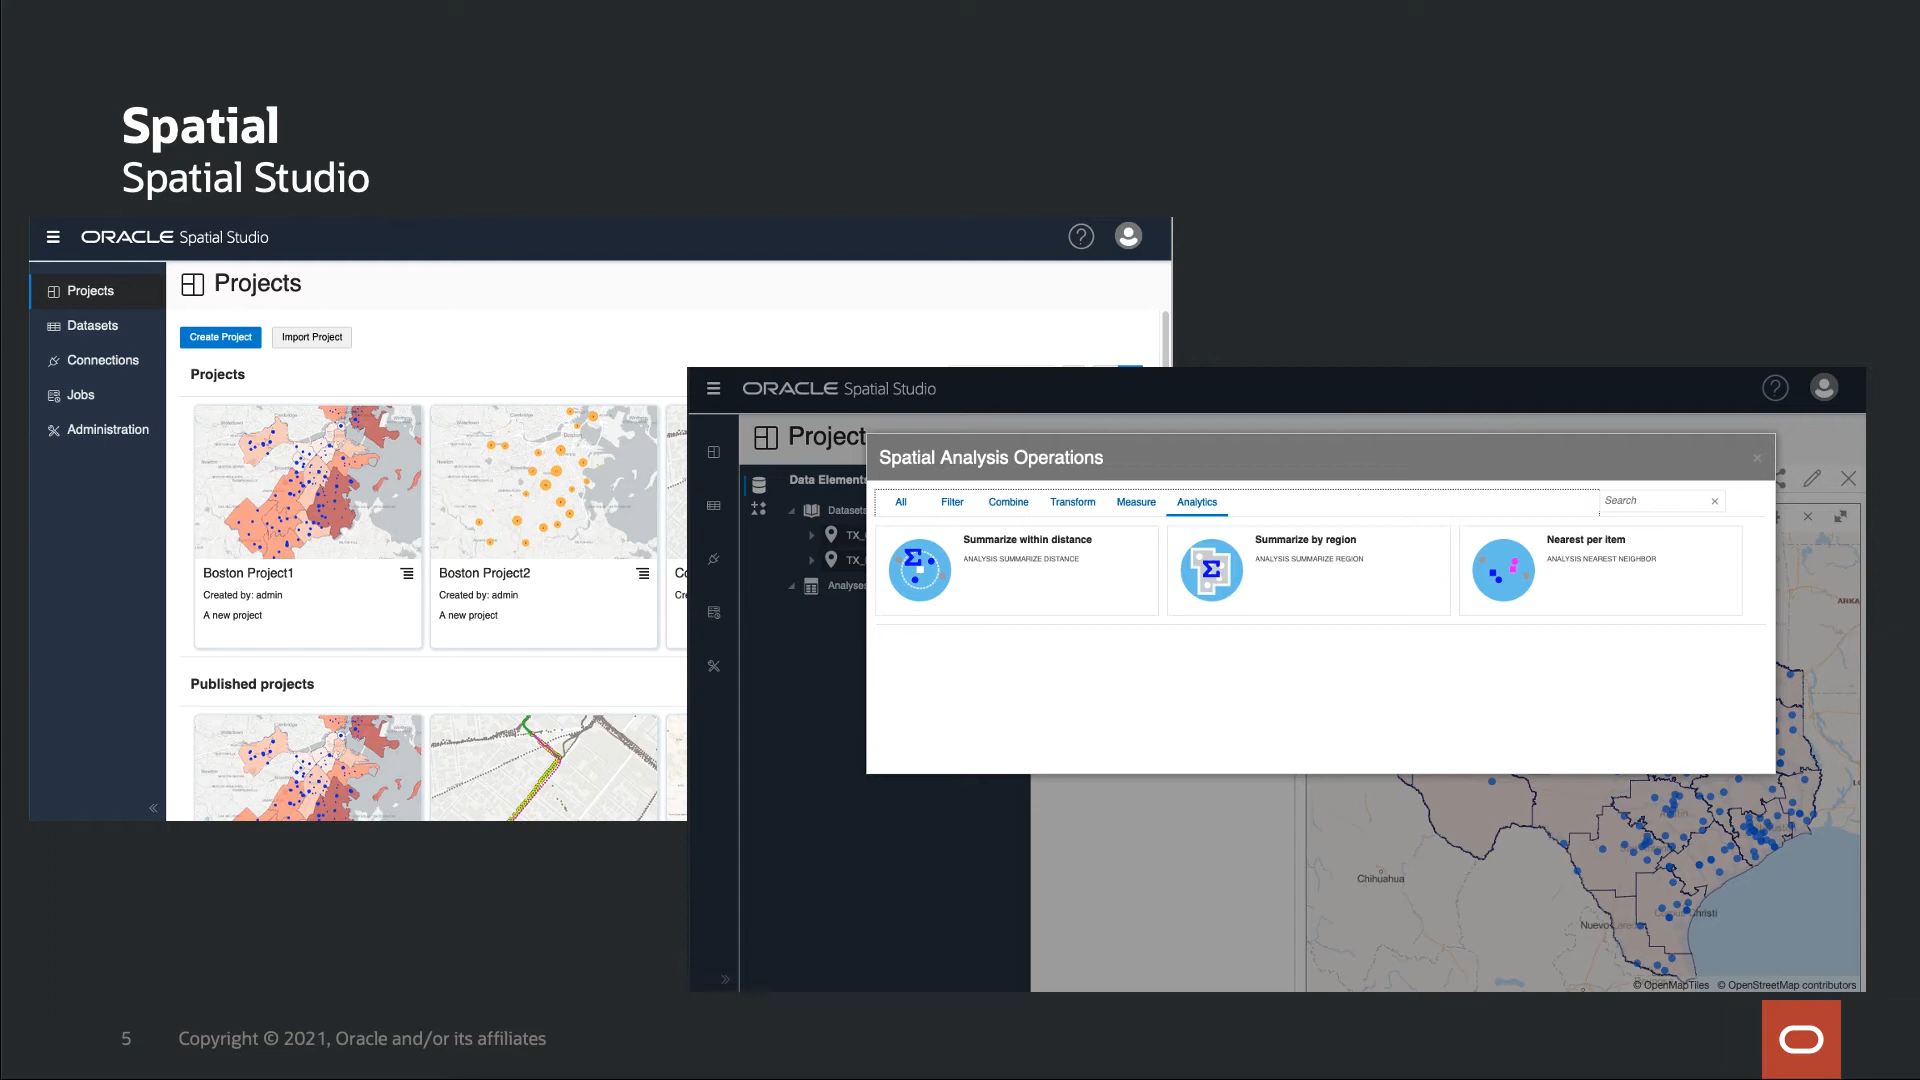 Spatial
Spatial Studio
ORACLE Spatial Studio
Projects
Datasets
Connections
Jobs
Administration
Projects
Create Project
Import Project
Projects
Boston Project1
Created by: admin
A new project
Boston Project2
Created by: admin
A new project
Published projects
ORACLE Spatial Studio
Project
Data Elements
Datasets
TX_
TX_
Analyses
Spatial Analysis Operations
All
Filter
Combine
Transform
Measure
Analytics
Search
Summarize within distance
ANALYSIS SUMMARIZE DISTANCE
Summarize by region
ANALYSIS SUMMARIZE REGION
Nearest per item
ANALYSIS NEAREST NEIGHBOR
Chihuahua
© OpenMapTiles © OpenStreetMap contributors
5
Copyright © 2021, Oracle and/or its affiliates